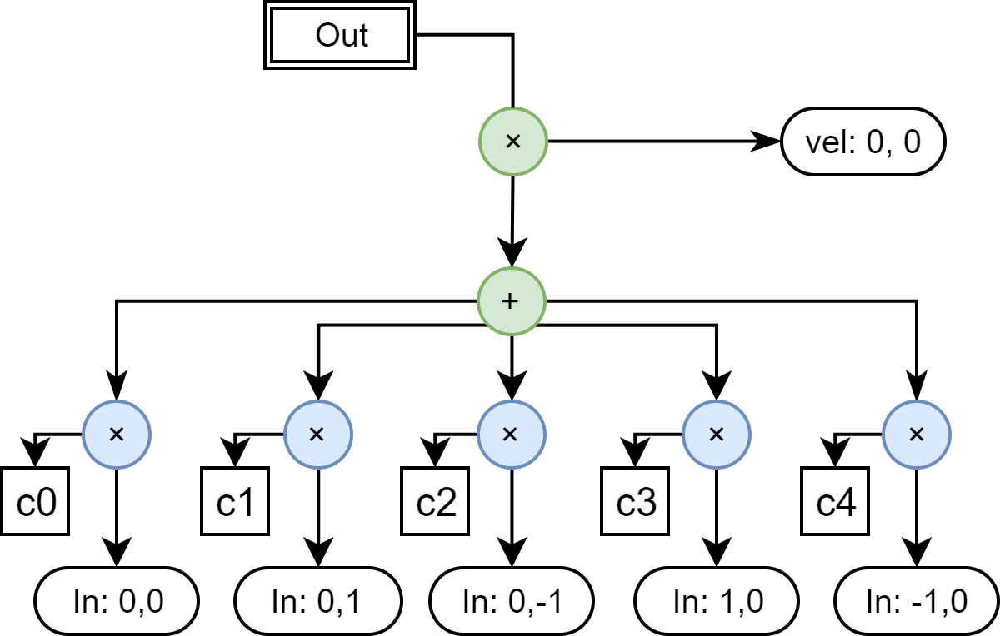 Out
×
vel: 0, 0
+
×
×
×
×
×
c0
c1
c2
c3
c4
In: 0,0
In: 0,1
In: 0,-1
In: 1,0
In: -1,0